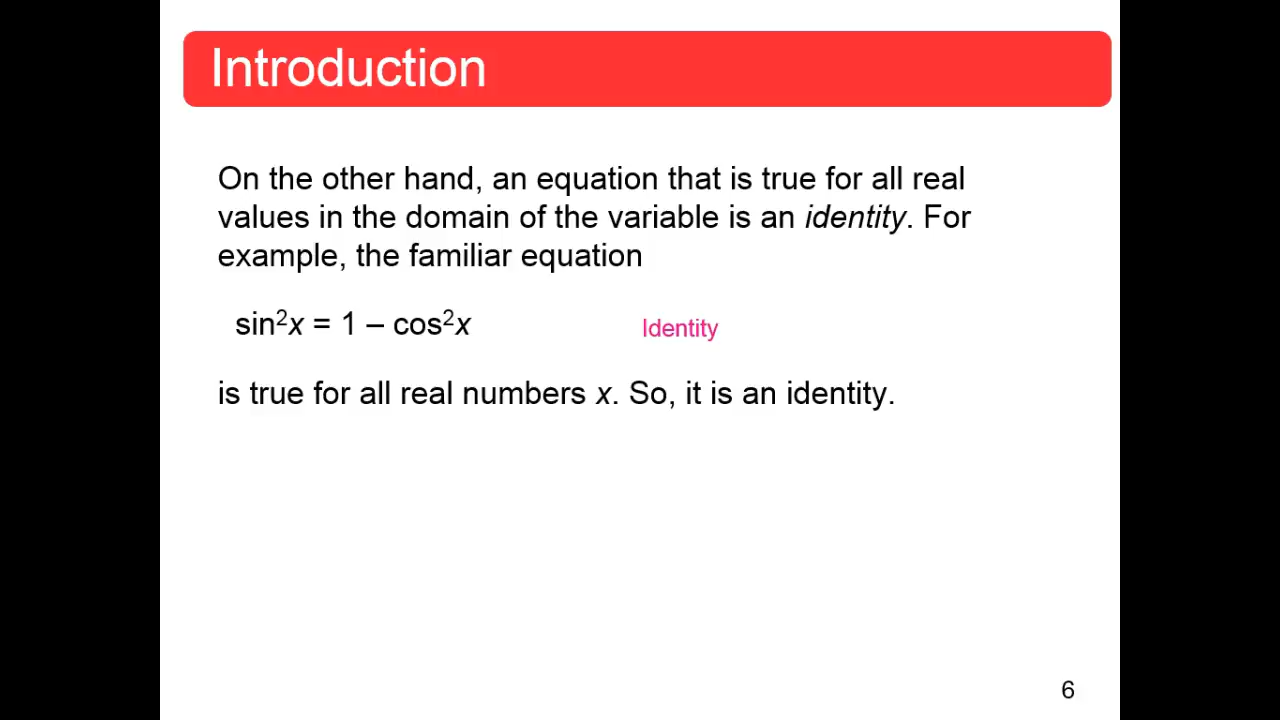 Introduction
On the other hand, an equation that is true for all real
values in the domain of the variable is an identity. For
example, the familiar equation
sin²x = 1 – cos²x Identity
is true for all real numbers x. So, it is an identity.
6